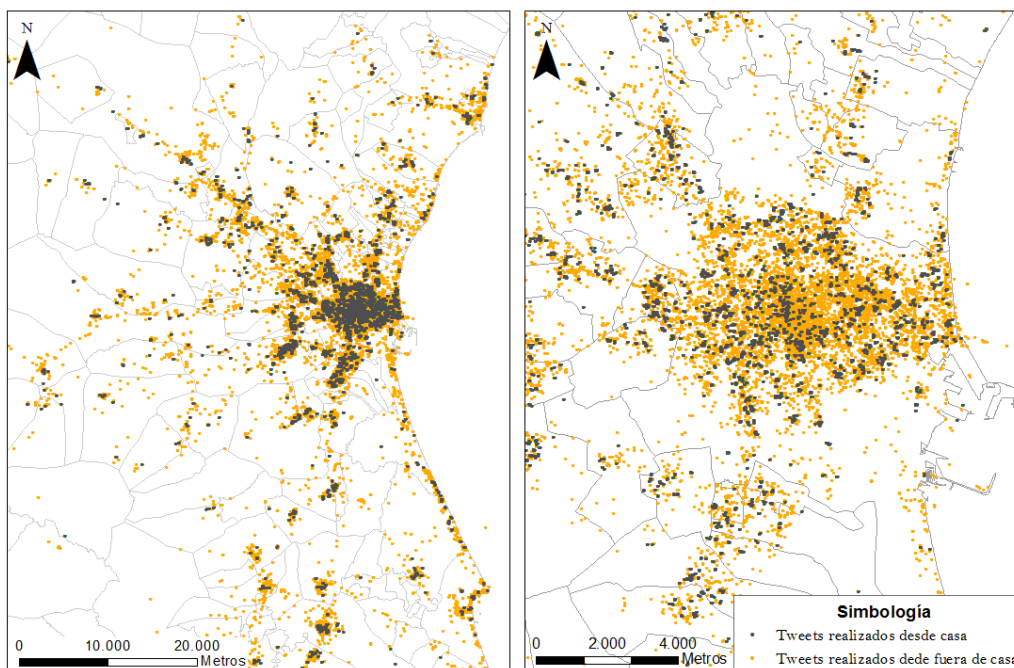 N
0 10.000 20.000
Metros
N
0 2.000 4.000
Metros
Simbología
Tweets realizados desde casa
Tweets realizados dede fuera de casa